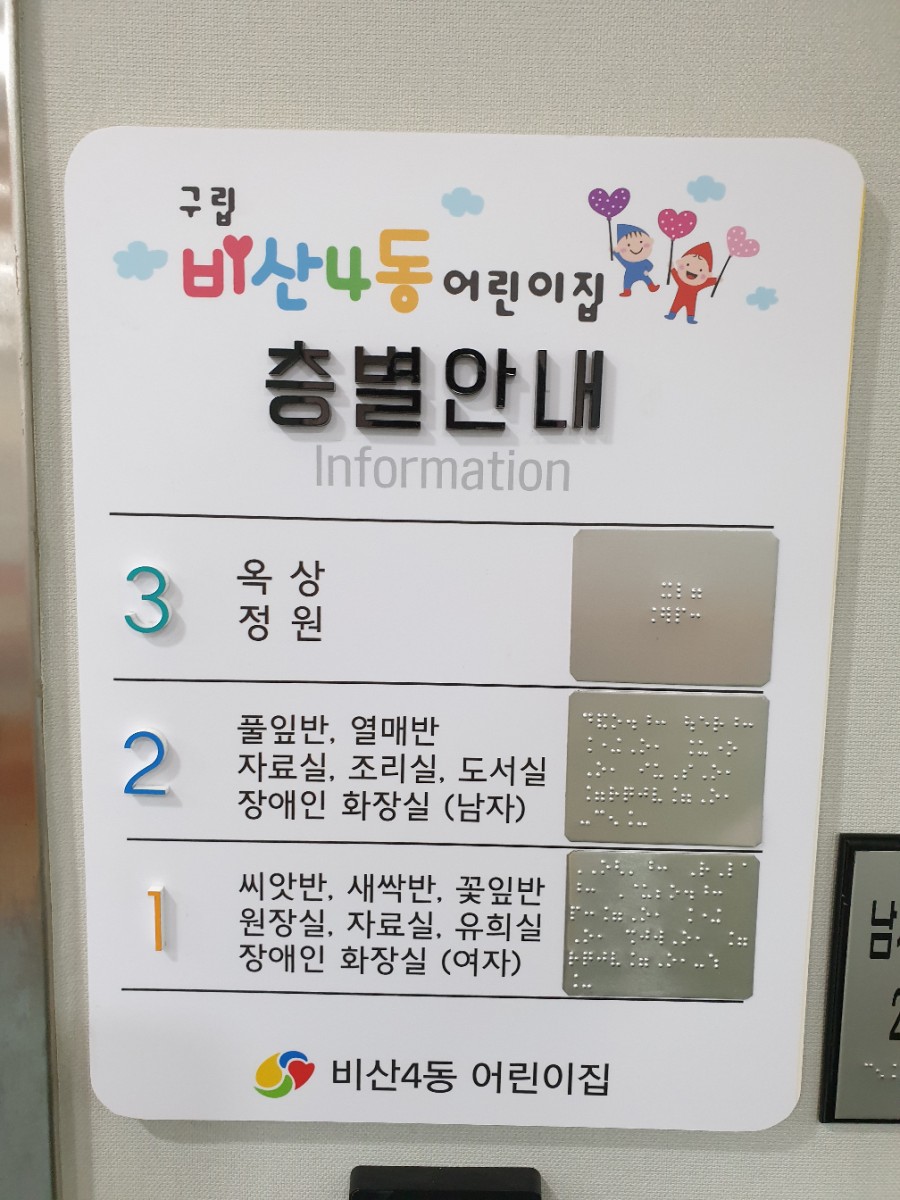 구립
비산4동 어린이집
층별안내
Information
3
옥 상
정 원
2
풀잎반, 열매반
자료실, 조리실, 도서실
장애인 화장실 (남자)
1
씨앗반, 새싹반, 꽃잎반
원장실, 자료실, 유희실
장애인 화장실 (여자)
비산4동 어린이집